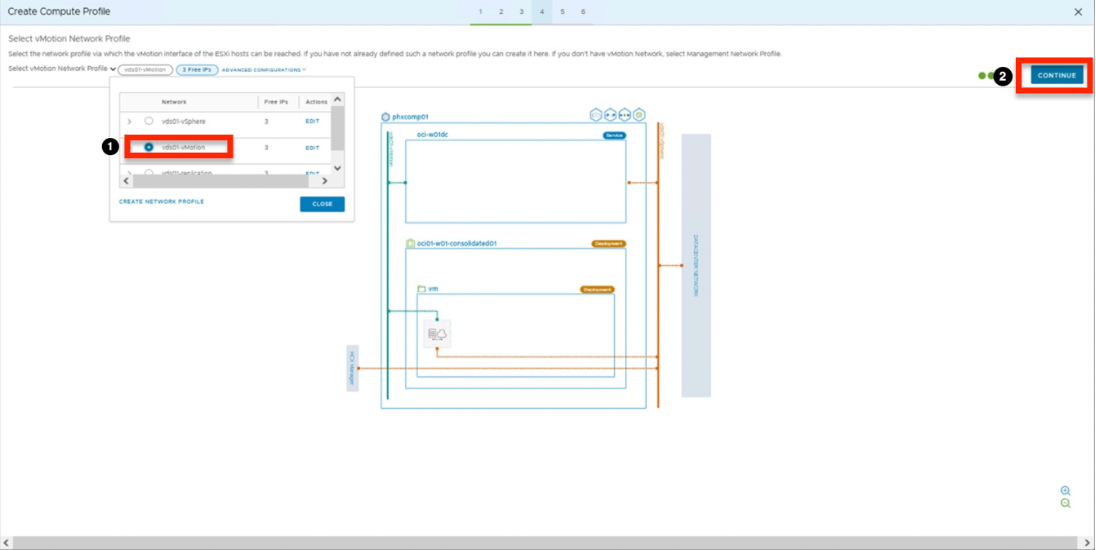 Create Compute Profile
1 2 3 4 5 6
Select vMotion Network Profile
Select the network profile via which the vMotion interface of the ESXi hosts can be reached. If you have not already defined such a network profile you can create it here. If you don't have vMotion Network, select Management Network Profile.
Select vMotion Network Profile vds01-vMotion 3 Free IPs ADVANCED CONFIGURATIONS
2 CONTINUE
Network Free IPs Actions
vds01-vSphere 3 EDIT
1 vds01-vMotion 3 EDIT
vds01-replication 3 EDIT
CREATE NETWORK PROFILE
CLOSE
phxcomp01
oci-w01dc Service
oci01-w01-consolidated01 Deployment
vm Deployment
HCX Manager
DATACENTER NETWORK